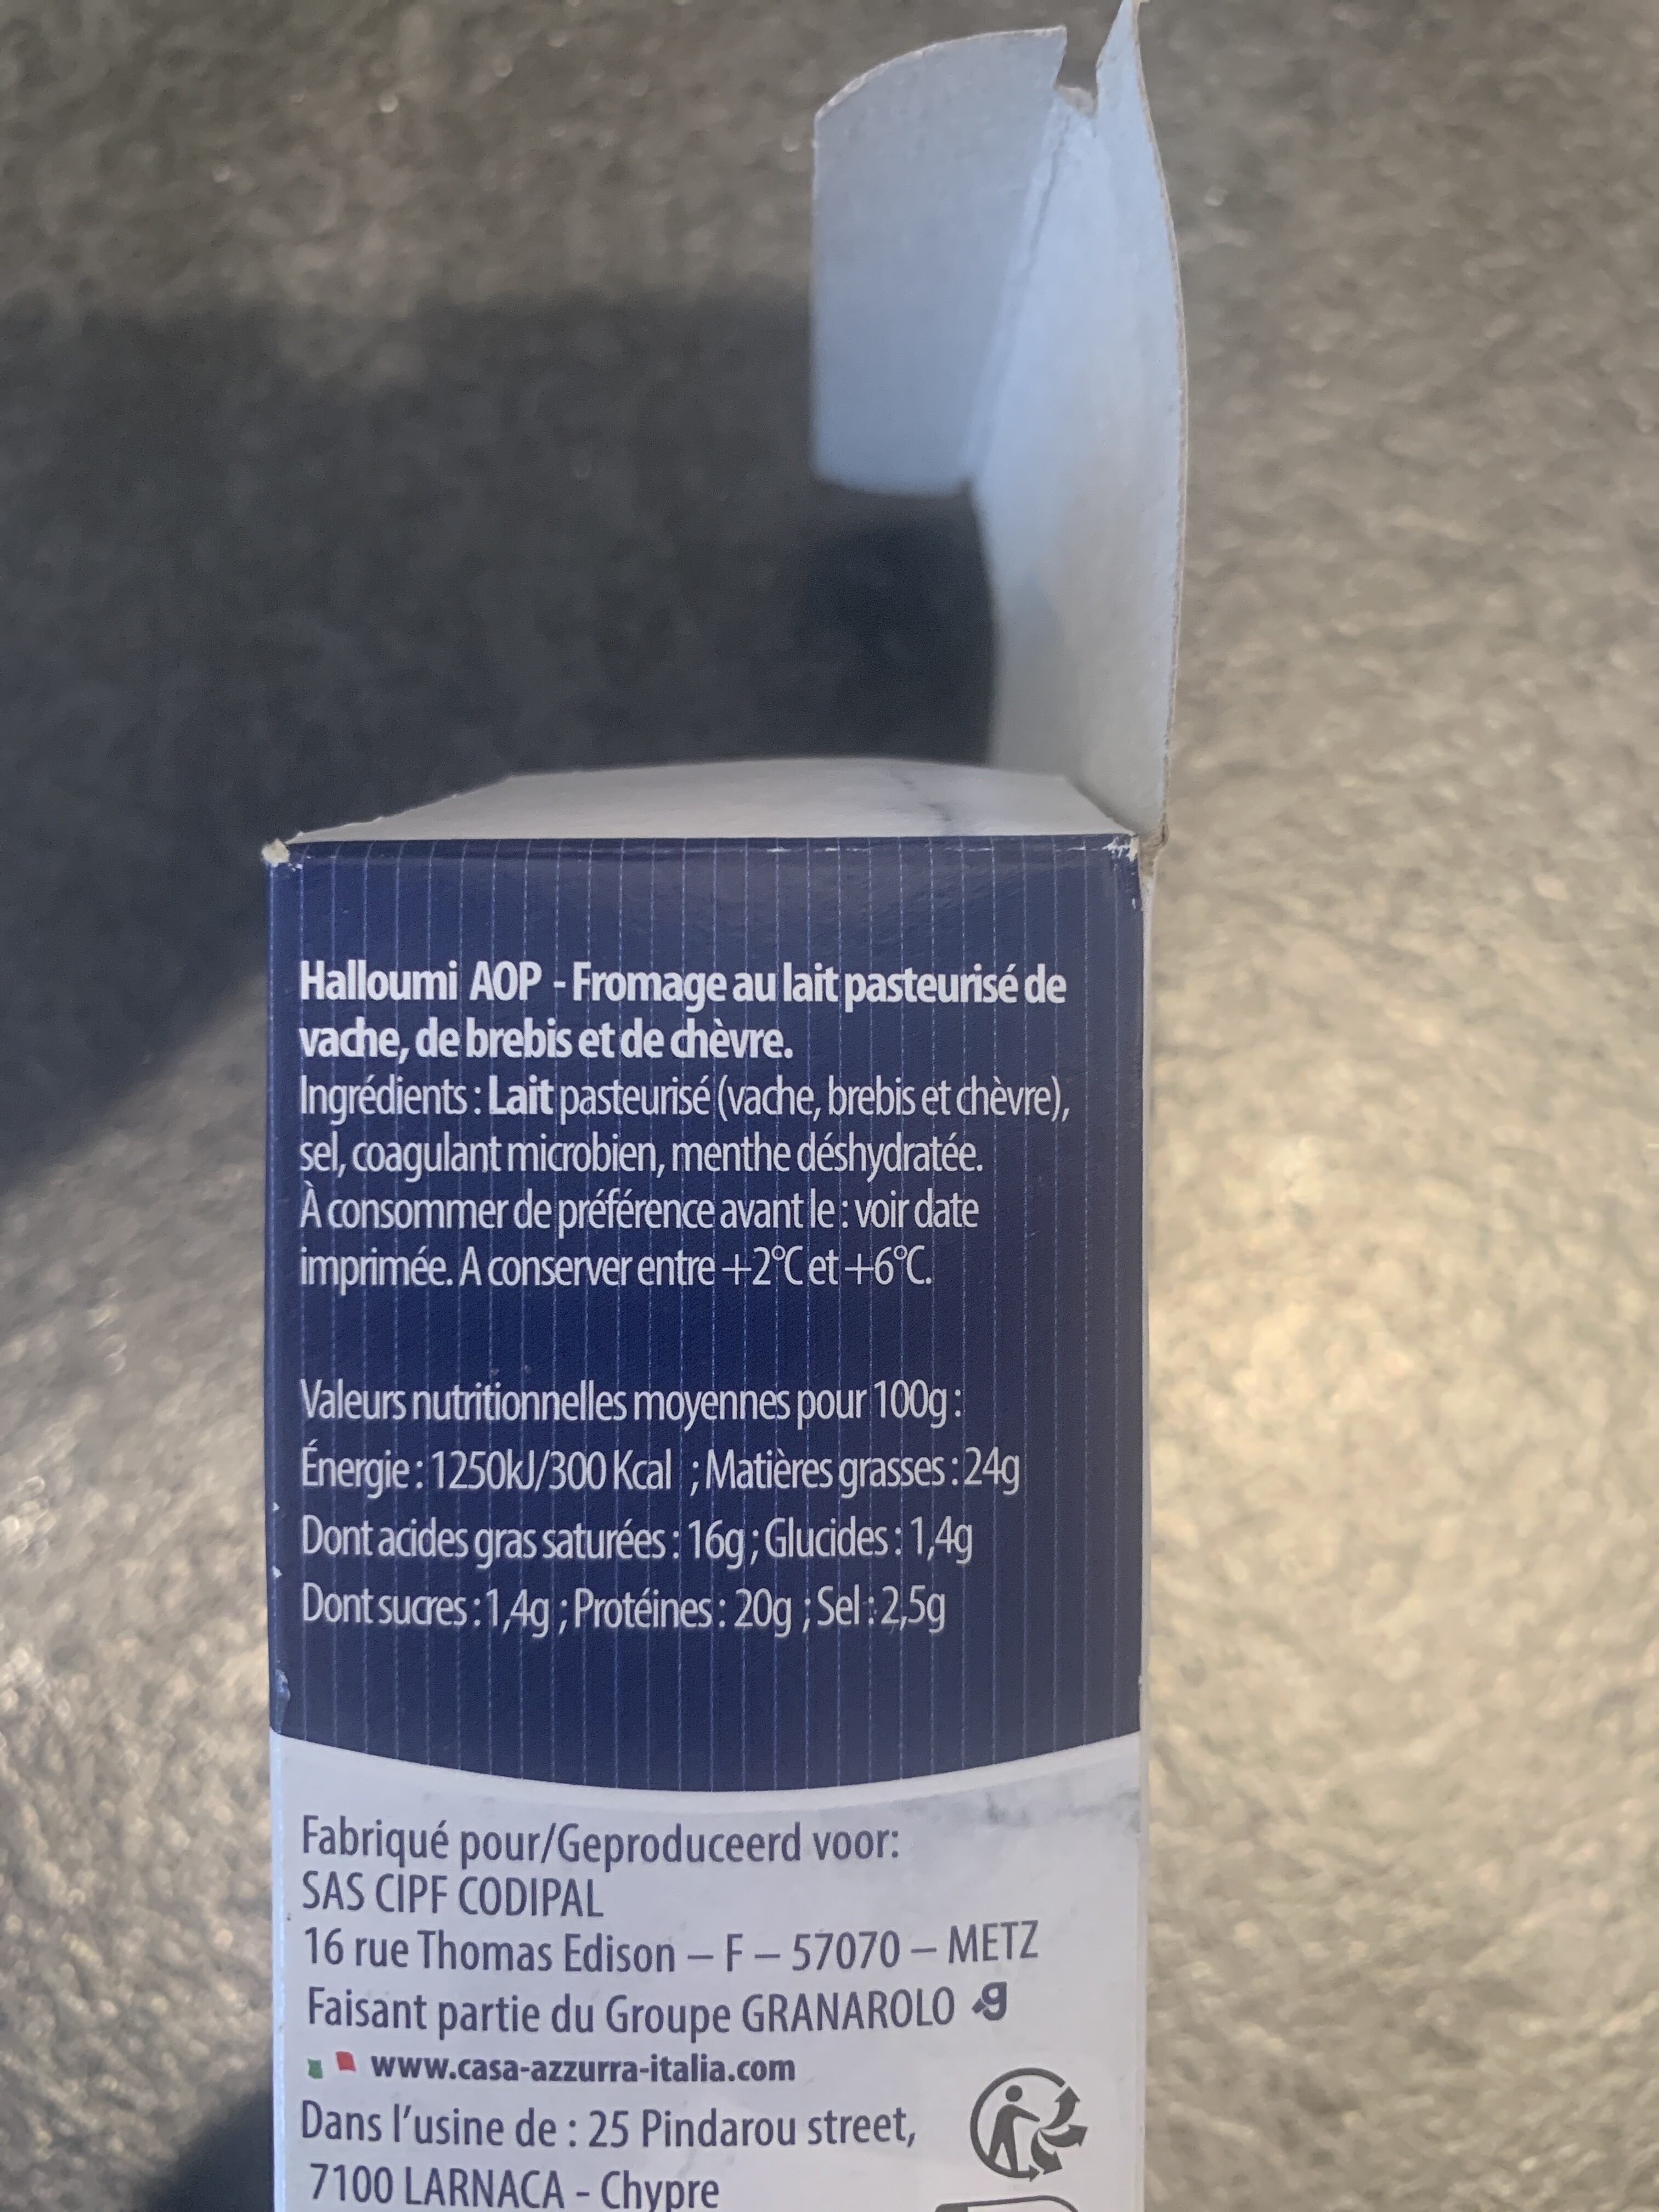 Halloumi AOP - Fromage au lait pasteurisé de
vache, de brebis et de chèvre.
Ingrédients : Lait pasteurisé (vache, brebis et chèvre),
sel, coagulant microbien, menthe déshydratée.
À consommer de préférence avant le : voir date
imprimée. A conserver entre +2°C et +6°C.
Valeurs nutritionnelles moyennes pour 100g :
Énergie : 1250kJ/300 Kcal ; Matières grasses : 24g
Dont acides gras saturées : 16g ; Glucides : 1,4g
Dont sucres : 1,4g ; Protéines : 20g ; Sel : 2,5g
Fabriqué pour/Geproduceerd voor:
SAS CIPF CODIPAL
16 rue Thomas Edison – F – 57070 – METZ
Faisant partie du Groupe GRANAROLO g
www.casa-azzurra-italia.com
Dans l'usine de : 25 Pindarou street,
7100 LARNACA - Chypre